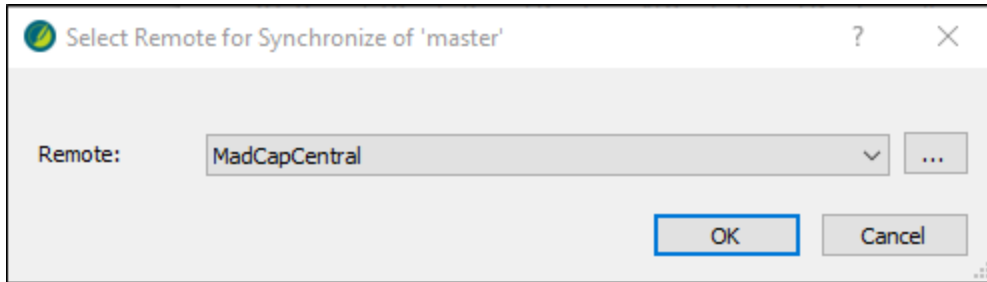 Select Remote for Synchronize of 'master'
Remote:
MadCapCentral
...
OK
Cancel